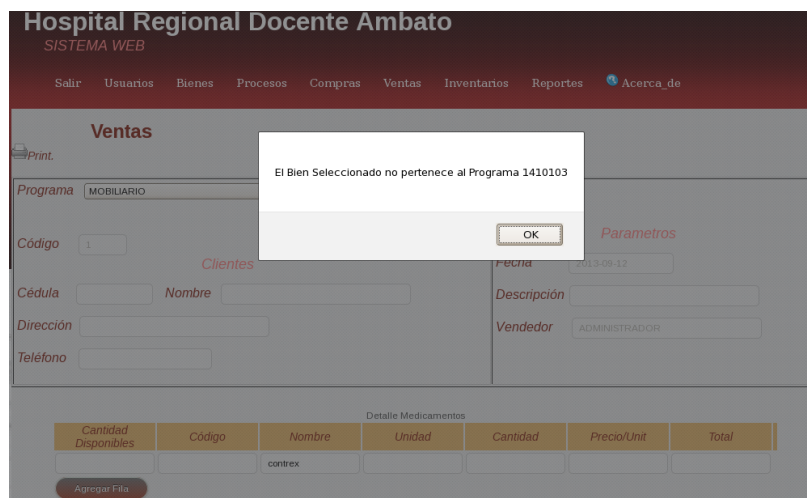 Hospital Regional Docente Ambato
SISTEMA WEB
Salir Usuarios Bienes Procesos Compras Ventas Inventarios Reportes Acerca_de
Ventas
Print.
El Bien Seleccionado no pertenece al Programa 1410103
OK
Programa MOBILIARIO
Código 1
Clientes
Parametros
Fecha 2013-09-12
Cédula Nombre
Descripción
Dirección
Vendedor ADMINISTRADOR
Teléfono
Detalle Medicamentos
Cantidad Disponibles Código Nombre Unidad Cantidad Precio/Unit Total
contrex
Agregar Fila